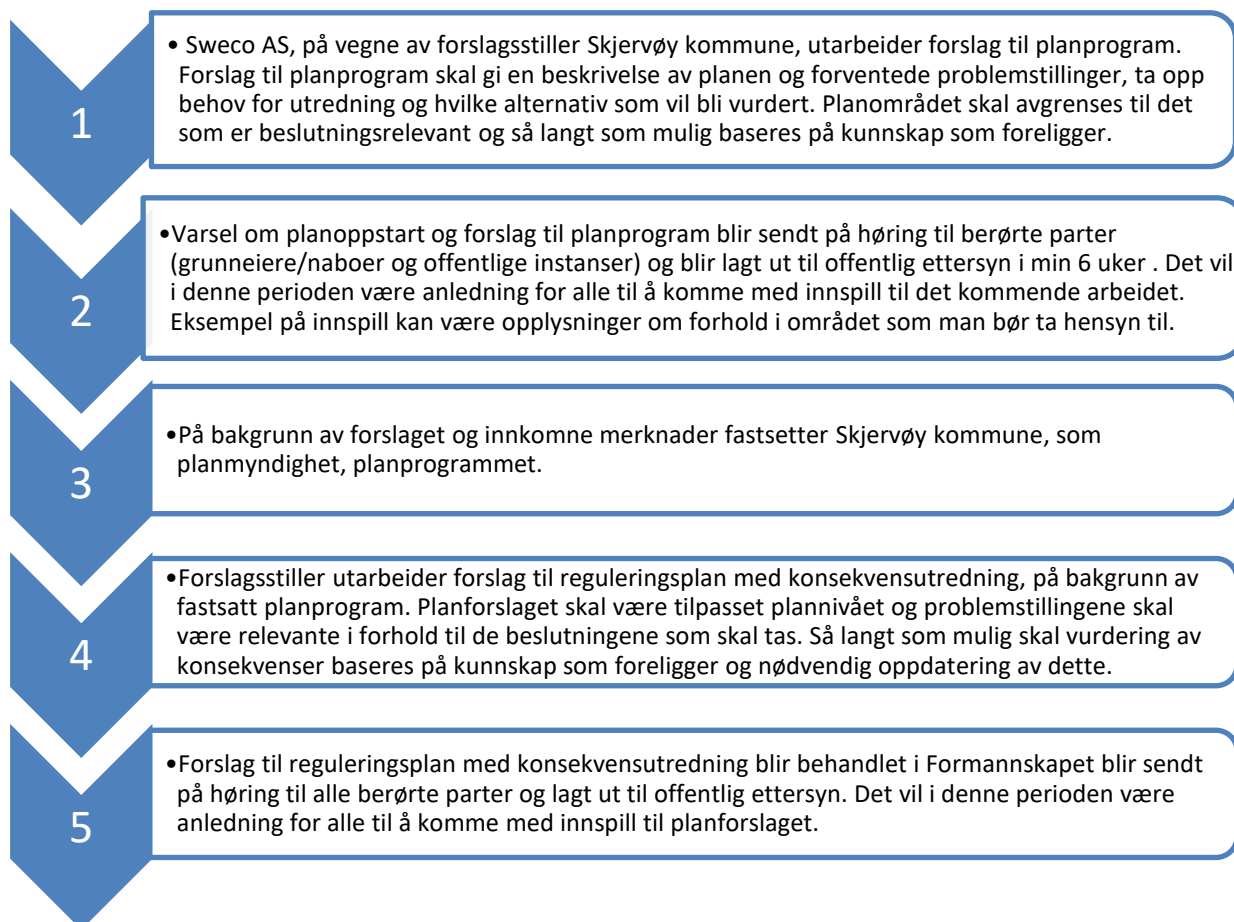 1
• Sweco AS, på vegne av forslagsstiller Skjervøy kommune, utarbeider forslag til planprogram.
Forslag til planprogram skal gi en beskrivelse av planen og forventede problemstillinger, ta opp
behov for utredning og hvilke alternativ som vil bli vurdert. Planområdet skal avgrenses til det
som er beslutningsrelevant og så langt som mulig baseres på kunnskap som foreligger.
2
•Varsel om planoppstart og forslag til planprogram blir sendt på høring til berørte parter
(grunneiere/naboer og offentlige instanser) og blir lagt ut til offentlig ettersyn i min 6 uker . Det vil
i denne perioden være anledning for alle til å komme med innspill til det kommende arbeidet.
Eksempel på innspill kan være opplysninger om forhold i området som man bør ta hensyn til.
3
•På bakgrunn av forslaget og innkomne merknader fastsetter Skjervøy kommune, som
planmyndighet, planprogrammet.
4
•Forslagsstiller utarbeider forslag til reguleringsplan med konsekvensutredning, på bakgrunn av
fastsatt planprogram. Planforslaget skal være tilpasset plannivået og problemstillingene skal
være relevante i forhold til de beslutningene som skal tas. Så langt som mulig skal vurdering av
konsekvenser baseres på kunnskap som foreligger og nødvendig oppdatering av dette.
5
•Forslag til reguleringsplan med konsekvensutredning blir behandlet i Formannskapet blir sendt
på høring til alle berørte parter og lagt ut til offentlig ettersyn. Det vil i denne perioden være
anledning for alle til å komme med innspill til planforslaget.